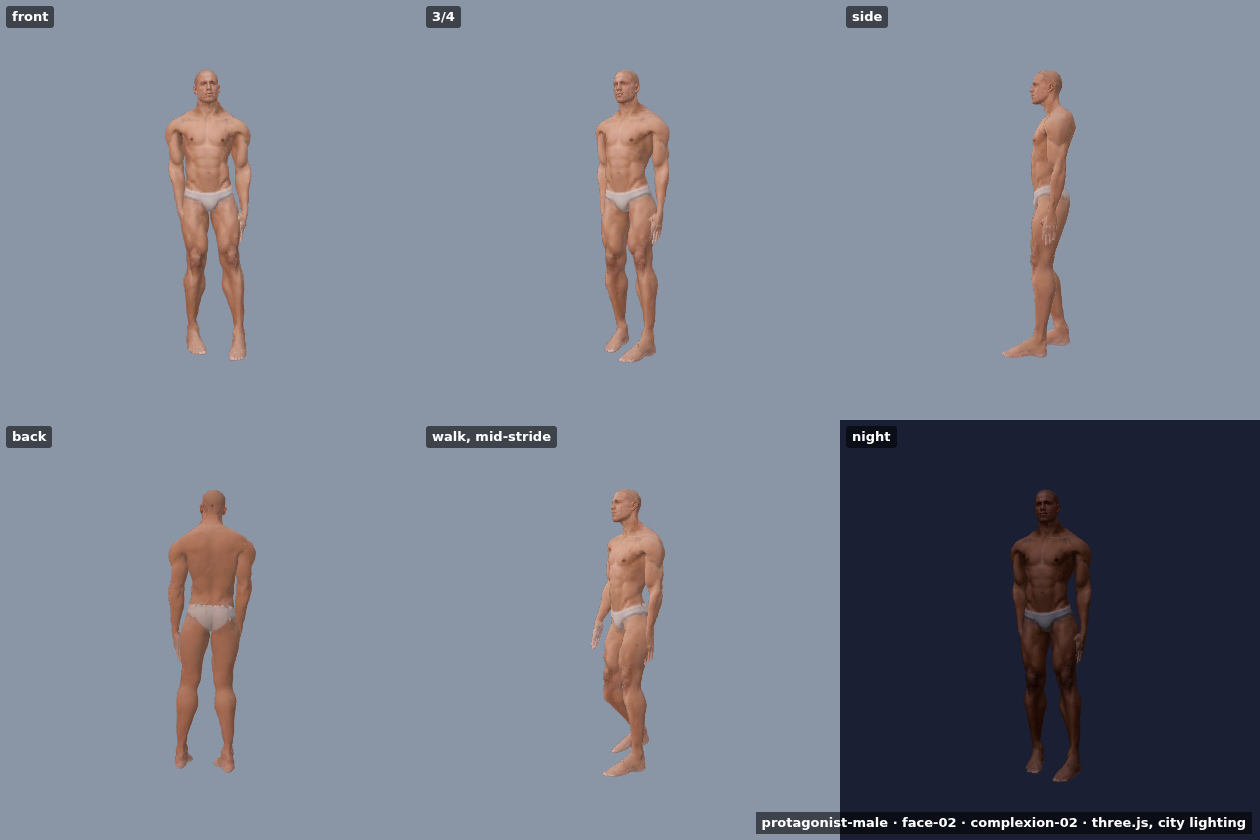 front
3/4
side
back
walk, mid-stride
night
protagonist-male · face-02 · complexion-02 · three.js, city lighting